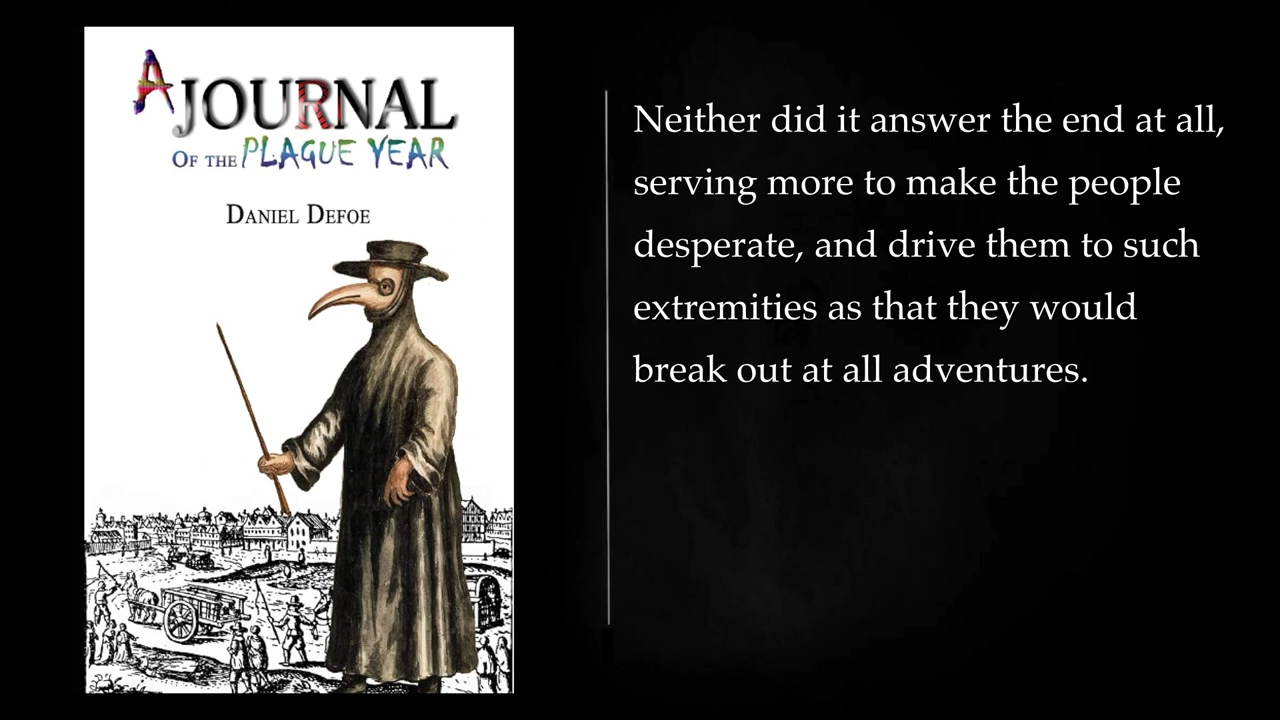 A JOURNAL
OF THE PLAGUE YEAR
DANIEL DEFOE
Neither did it answer the end at all,
serving more to make the people
desperate, and drive them to such
extremities as that they would
break out at all adventures.